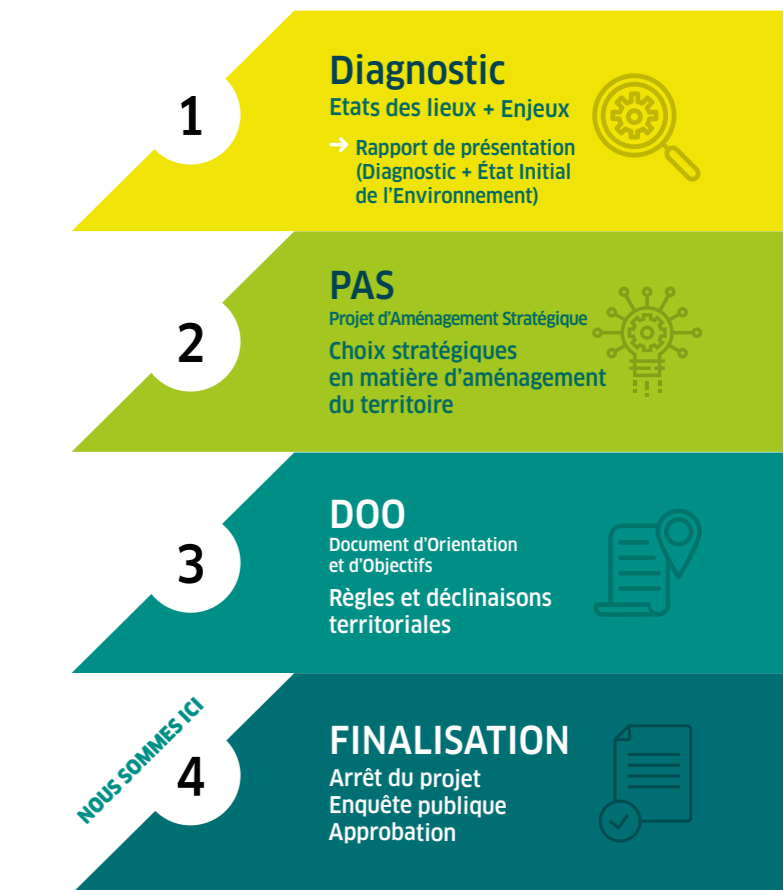 1
Diagnostic
Etats des lieux + Enjeux
➔ Rapport de présentation
(Diagnostic + État Initial
de l'Environnement)
2
PAS
Projet d'Aménagement Stratégique
Choix stratégiques
en matière d'aménagement
du territoire
3
DOO
Document d'Orientation
et d'Objectifs
Règles et déclinaisons
territoriales
NOUS SOMMES ICI
4
FINALISATION
Arrêt du projet
Enquête publique
Approbation